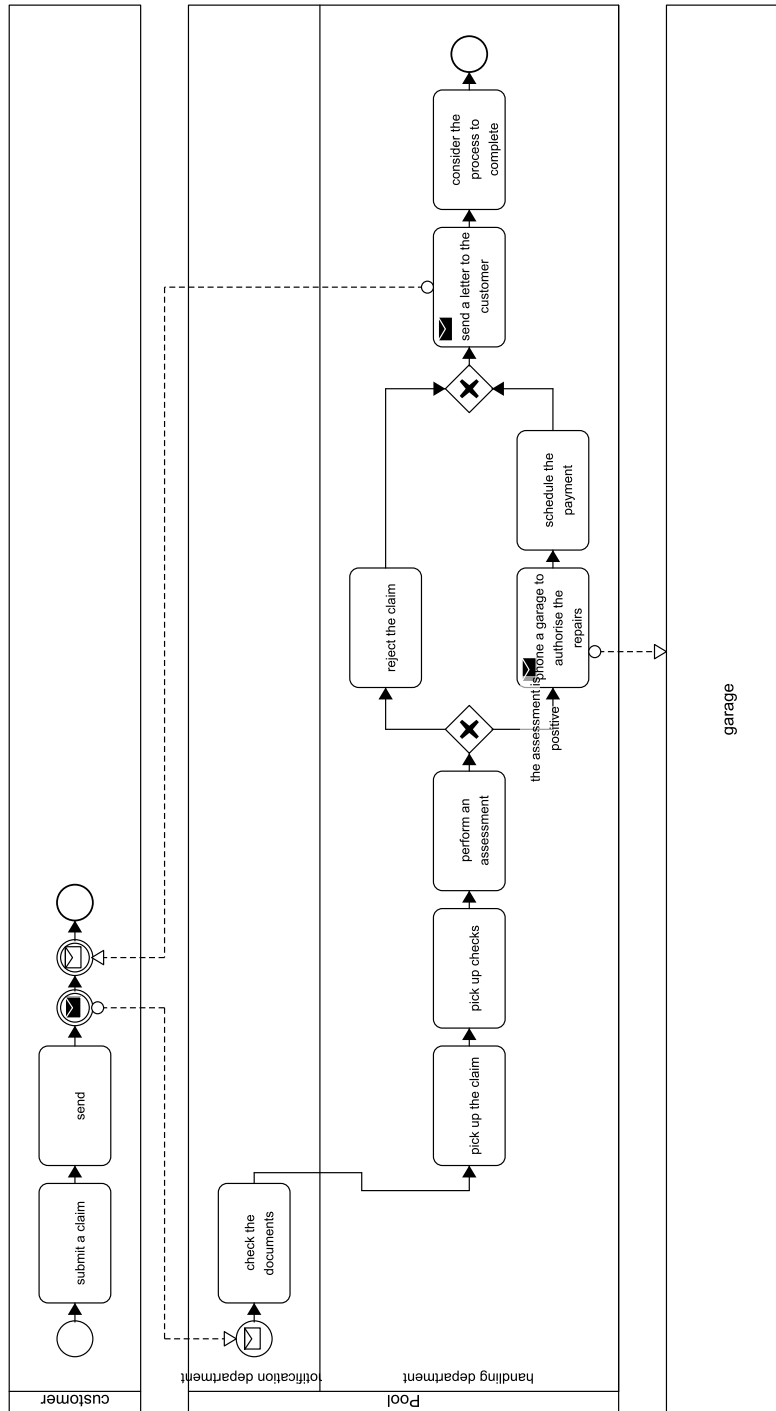 customer
submit a claim
send
Pool
notification department
handling department
check the
documents
pick up the claim
pick up checks
perform an
assessment
the assessment is
positive
reject the claim
phone a garage to
authorise the
repairs
schedule the
payment
send a letter to the
customer
consider the
process to
complete
garage